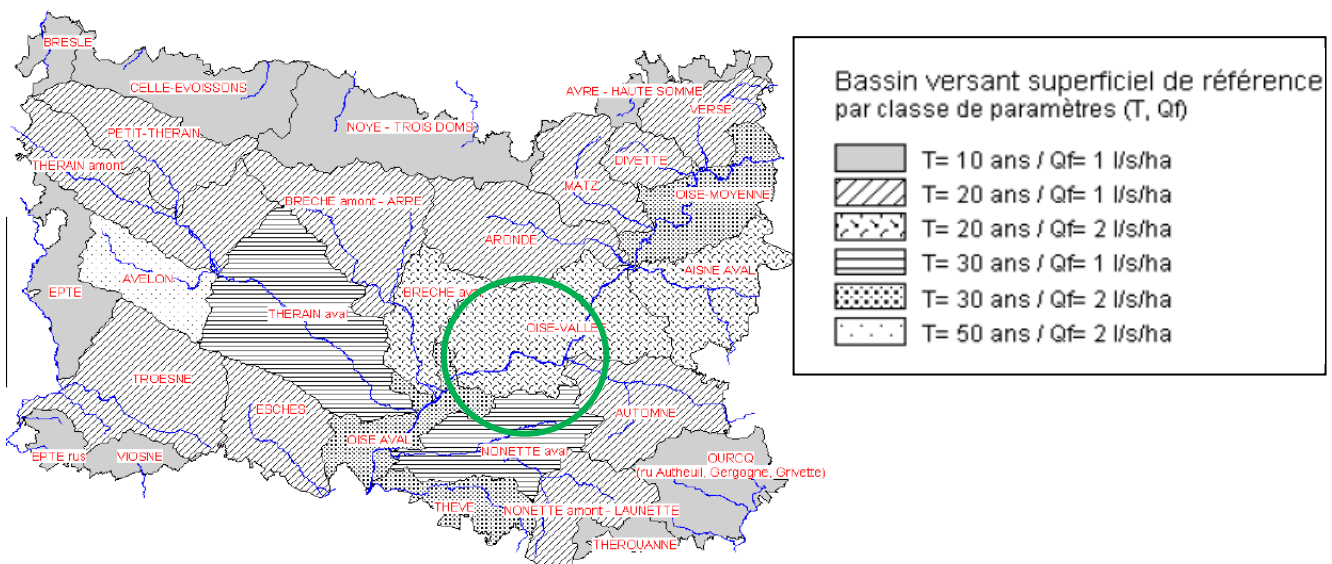 BRESLE
CELLE-EVOISSONS
AVRE - HAUTE SOMME
VERSE
NOYE - TROIS DOMS
PETIT-THERAIN
DIVETTE
THERAIN amont
MATZ
OISE-MOYENNE
BRECHE amont - ARRE
ARONDE
AISNE AVAL
AVELON
EPTE
BRECHE ava
THERAIN aval
OISE-VALLE
TROESNE
ESCHES
AUTOMNE
OISE AVAL
NONETTE aval
EPTE rus
VIOSNE
OURCQ
(ru Autheuil, Gergogne, Grivette)
THEVE
NONETTE amont - LAUNETTE
THEROUANNE
Bassin versant superficiel de référence
par classe de paramètres (T, Qf)
T= 10 ans / Qf= 1 l/s/ha
T= 20 ans / Qf= 1 l/s/ha
T= 20 ans / Qf= 2 l/s/ha
T= 30 ans / Qf= 1 l/s/ha
T= 30 ans / Qf= 2 l/s/ha
T= 50 ans / Qf= 2 l/s/ha